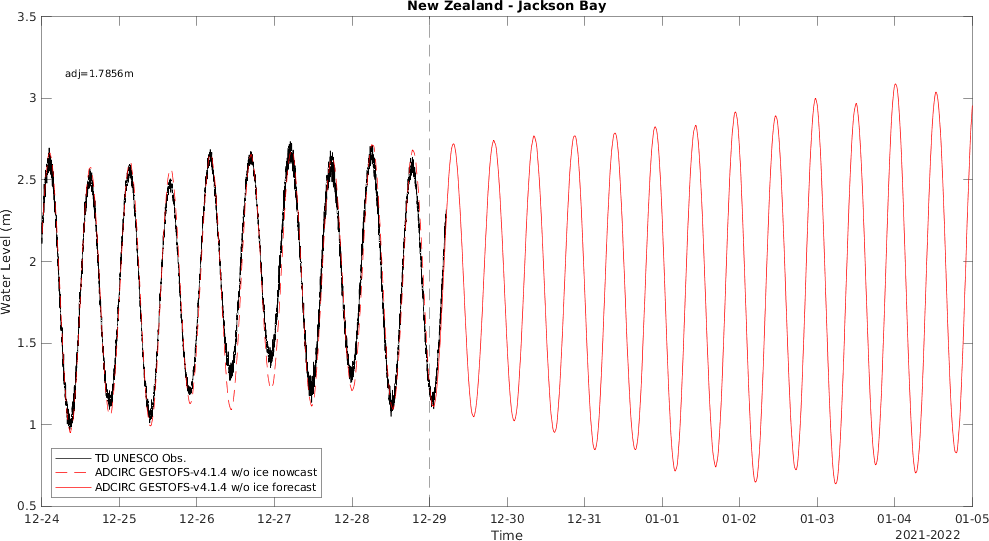 New Zealand - Jackson Bay
3.5
adj=1.7856m
3
2.5
2
1.5
1
0.5
Water Level (m)
TD UNESCO Obs.
ADCIRC GESTOFS-v4.1.4 w/o ice nowcast
ADCIRC GESTOFS-v4.1.4 w/o ice forecast
12-24 12-25 12-26 12-27 12-28 12-29 12-30 12-31 01-01 01-02 01-03 01-04 01-05
Time
2021-2022